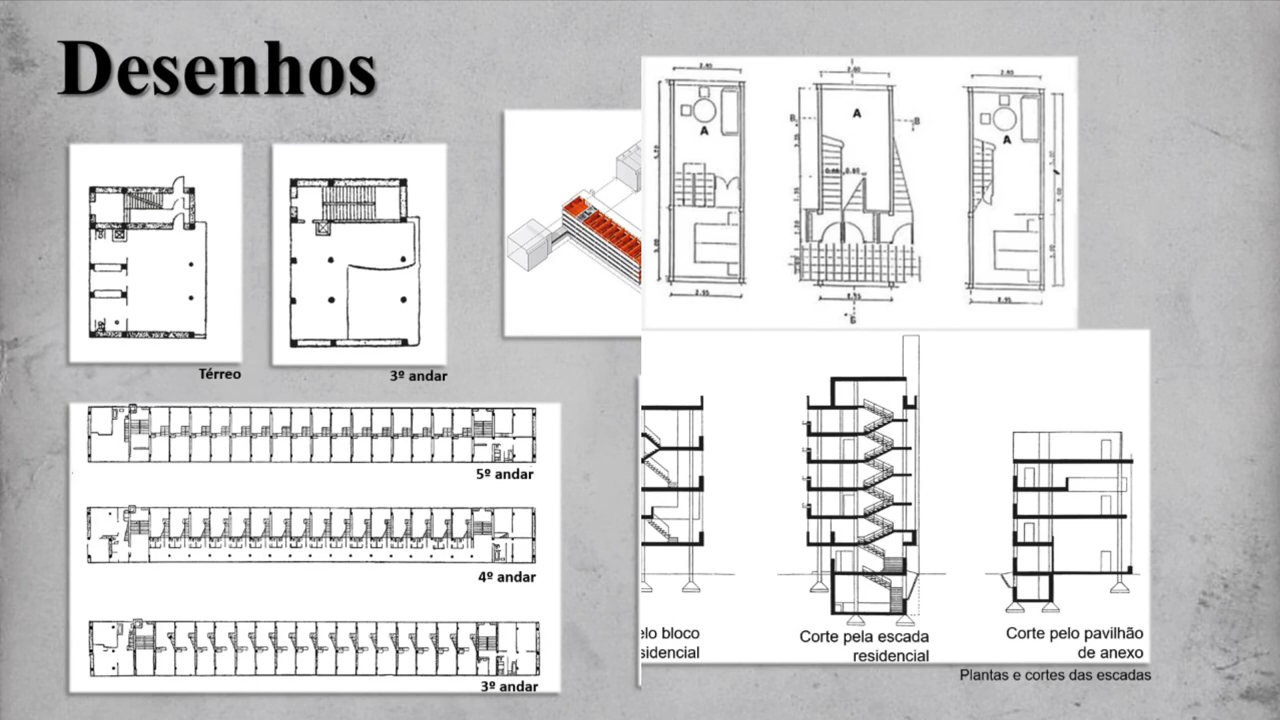 Desenhos
Térreo
3º andar
5º andar
4º andar
3º andar
A
A
A
elo bloco
sidencial
Corte pela escada
residencial
Corte pelo pavilhão
de anexo
Plantas e cortes das escadas